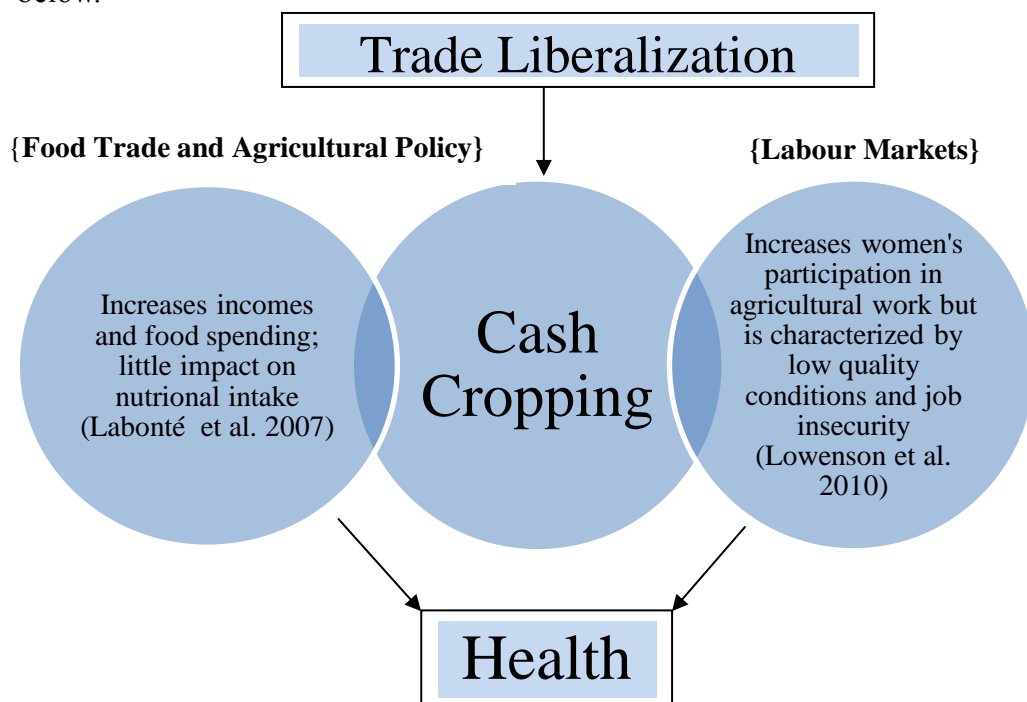 below.
Trade Liberalization
{Food Trade and Agricultural Policy}
{Labour Markets}
Increases incomes
and food spending;
little impact on
nutrional intake
(Labonté et al. 2007)
Cash
Cropping
Increases women's
participation in
agricultural work but
is characterized by
low quality
conditions and job
insecurity
(Lowenson et al.
2010)
Health